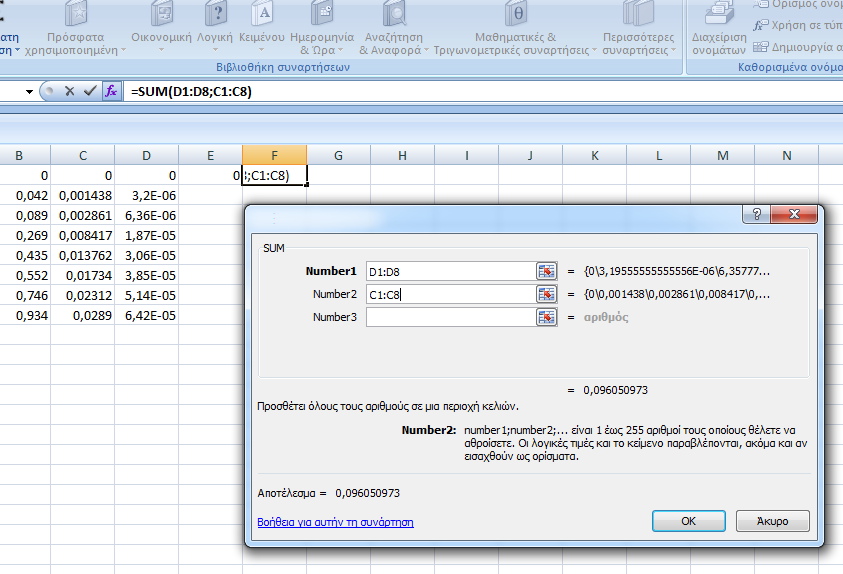 Ορισμός ονομ
ατη Πρόσφατα Οικονομική Λογική Κειμένου Ημερομηνία Αναζήτηση Μαθηματικές & Περισσότερες Διαχείριση Χρήση σε τύπ
ση χρησιμοποιημένη & Ώρα & Αναφορά Τριγωνομετρικές συναρτήσεις συναρτήσεις ονομάτων Δημιουργία α
Βιβλιοθήκη συναρτήσεων Καθορισμένα ονόμα
fx =SUM(D1:D8;C1:C8)
B C D E F G H I J K L M N
0 0 0 0 ;C1:C8)
0,042 0,001438 3,2E-06
0,089 0,002861 6,36E-06
0,269 0,008417 1,87E-05
0,435 0,013762 3,06E-05
0,552 0,01734 3,85E-05
0,746 0,02312 5,14E-05
0,934 0,0289 6,42E-05
SUM
Number1 D1:D8 = {0\3,19555555555556E-06\6,35777...
Number2 C1:C8 = {0\0,001438\0,002861\0,008417\0,...
Number3 = αριθμός
= 0,096050973
Προσθέτει όλους τους αριθμούς σε μια περιοχή κελιών.
Number2: number1;number2;... είναι 1 έως 255 αριθμοί τους οποίους θέλετε να
αθροίσετε. Οι λογικές τιμές και το κείμενο παραβλέπονται, ακόμα και αν
εισαχθούν ως ορίσματα.
Αποτέλεσμα = 0,096050973
Βοήθεια για αυτήν τη συνάρτηση
OK Άκυρο